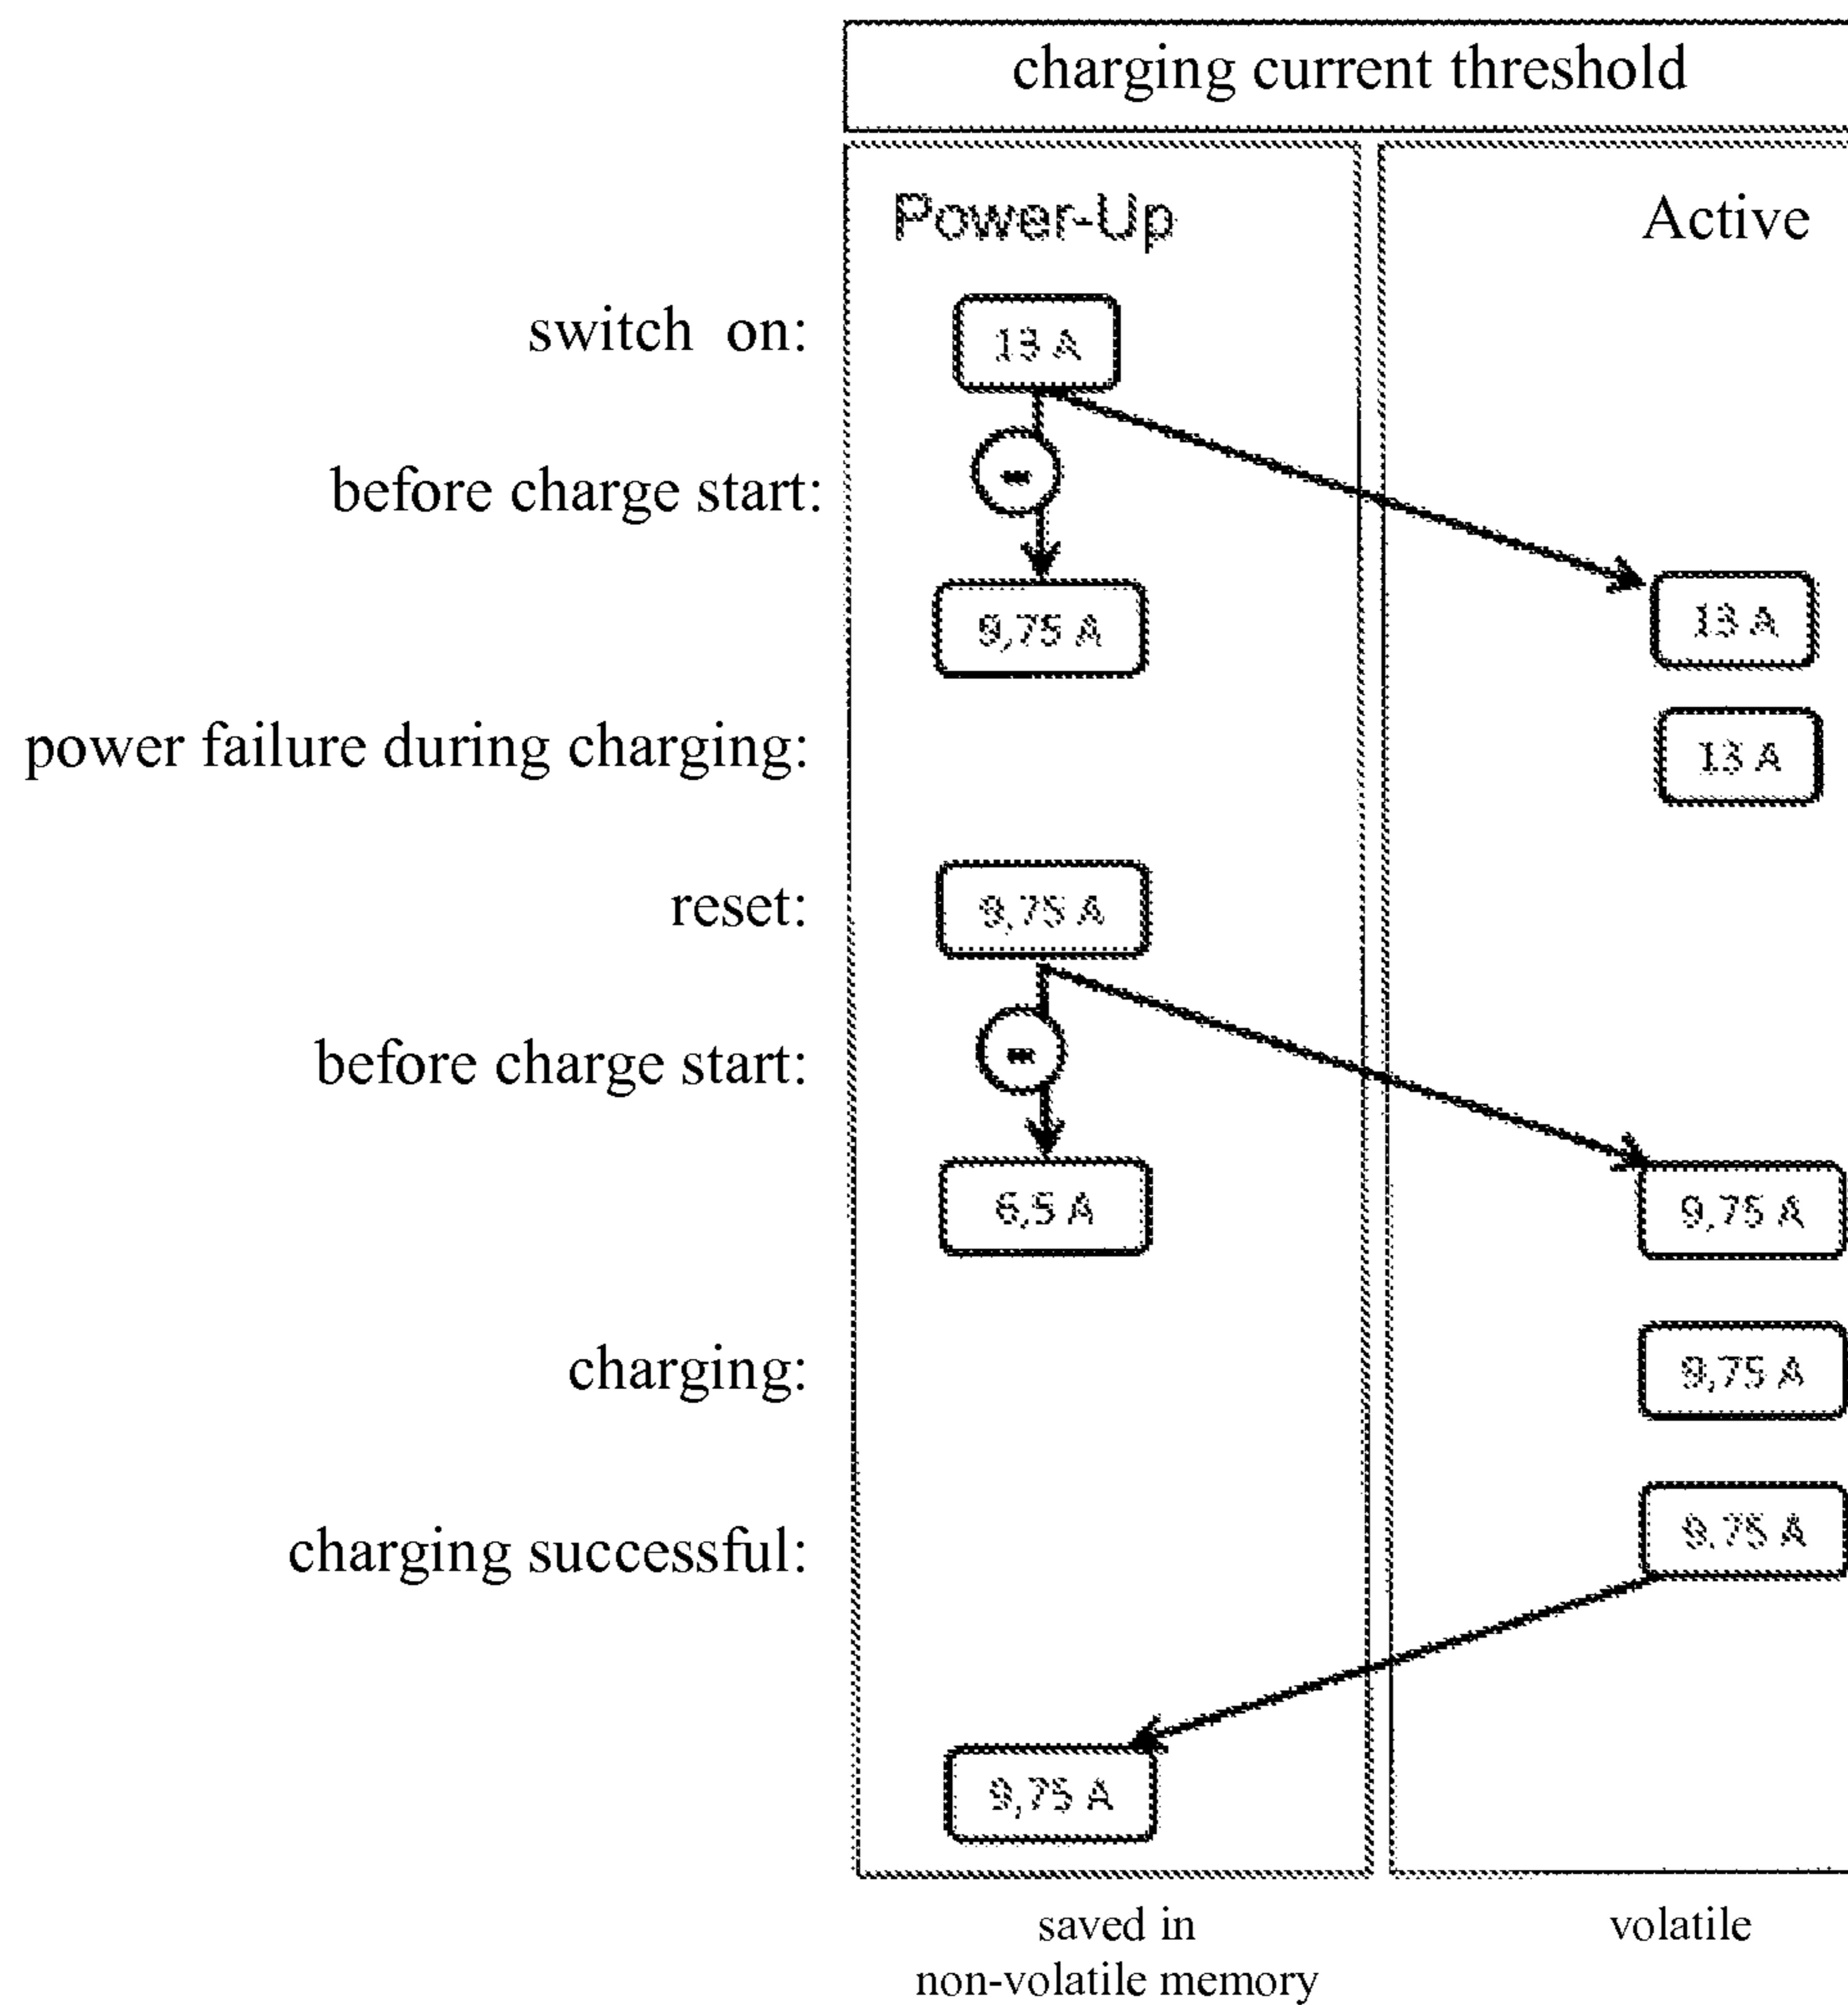 charging current threshold
Power-Up Active
switch on: 13 A
before charge start: -
9,75 A 13 A
power failure during charging: 13 A
reset: 9,75 A
before charge start: -
6,5 A 9,75 A
charging: 9,75 A
charging successful: 9,75 A
9,75 A
saved in volatile
non-volatile memory